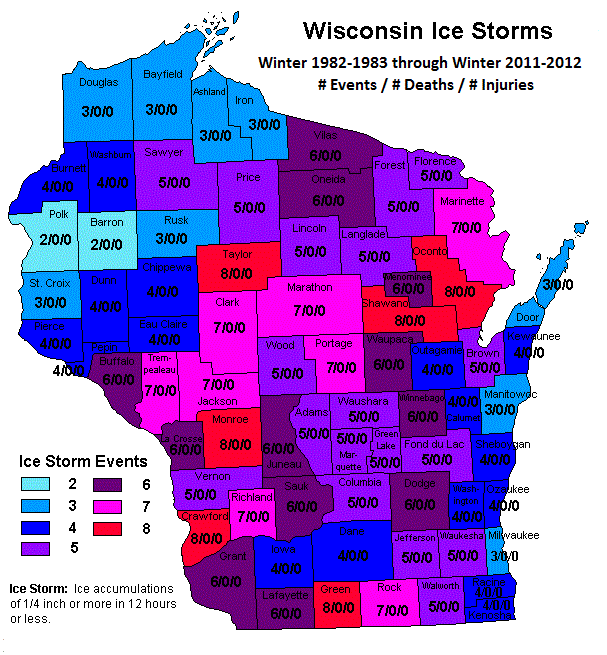 Wisconsin Ice Storms
Winter 1982-1983 through Winter 2011-2012
# Events / # Deaths / # Injuries
Douglas
3/0/0
Bayfield
3/0/0
Ashland
3/0/0
Iron
3/0/0
Vilas
6/0/0
Burnett
4/0/0
Washburn
4/0/0
Sawyer
5/0/0
Price
5/0/0
Oneida
6/0/0
Forest
5/0/0
Florence
5/0/0
Marinette
7/0/0
Polk
2/0/0
Barron
2/0/0
Rusk
3/0/0
Lincoln
5/0/0
Langlade
5/0/0
Taylor
8/0/0
Oconto
8/0/0
Menominee
6/0/0
St. Croix
3/0/0
Dunn
4/0/0
Chippewa
4/0/0
Clark
7/0/0
Marathon
7/0/0
Shawano
8/0/0
3/0/0
Door
Pierce
4/0/0
Pepin
4/0/0
Eau Claire
4/0/0
Buffalo
6/0/0
Trem-
pealeau
7/0/0
7/0/0
Jackson
Wood
5/0/0
Portage
7/0/0
Waupaca
6/0/0
Outagamie
4/0/0
Brown
5/0/0
Kewaunee
4/0/0
Monroe
8/0/0
La Crosse
6/0/0
6/0/0
Juneau
Adams
5/0/0
Waushara
5/0/0
Winnebago
6/0/0
4/0/0
Calumet
Manitowoc
3/0/0
5/0/0
Mar
quette
Green
Lake
5/0/0
Fond du Lac
5/0/0
Sheboygan
4/0/0
Vernon
5/0/0
Richland
7/0/0
Sauk
6/0/0
Columbia
5/0/0
Dodge
6/0/0
Wash
ington
4/0/0
Ozaukee
4/0/0
Crawford
8/0/0
Grant
6/0/0
Iowa
4/0/0
Dane
4/0/0
Jefferson
5/0/0
Waukesha
5/0/0
Milwaukee
3/0/0
Lafayette
6/0/0
Green
8/0/0
Rock
7/0/0
Walworth
5/0/0
Racine
4/0/0
4/0/0
Kenosha
Ice Storm Events
2
6
3
7
4
8
5
Ice Storm: Ice accumulations
of 1/4 inch or more in 12 hours
or less.